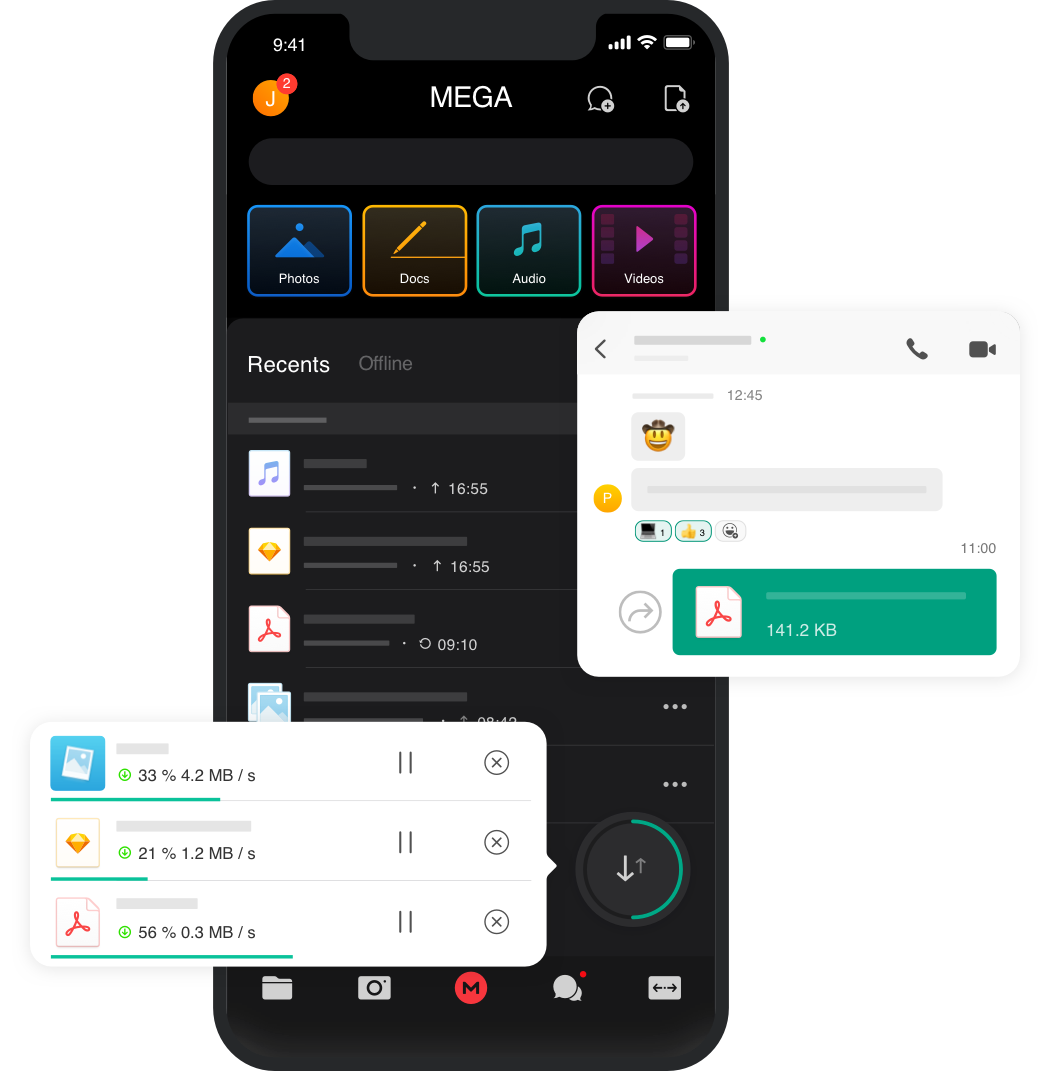 9:41
2
J
MEGA
Photos
Docs
Audio
Videos
Recents
Offline
16:55
16:55
09:10
08:42
12:45
P
1
3
11:00
141.2 KB
33 % 4.2 MB / s
21 % 1.2 MB / s
56 % 0.3 MB / s
M